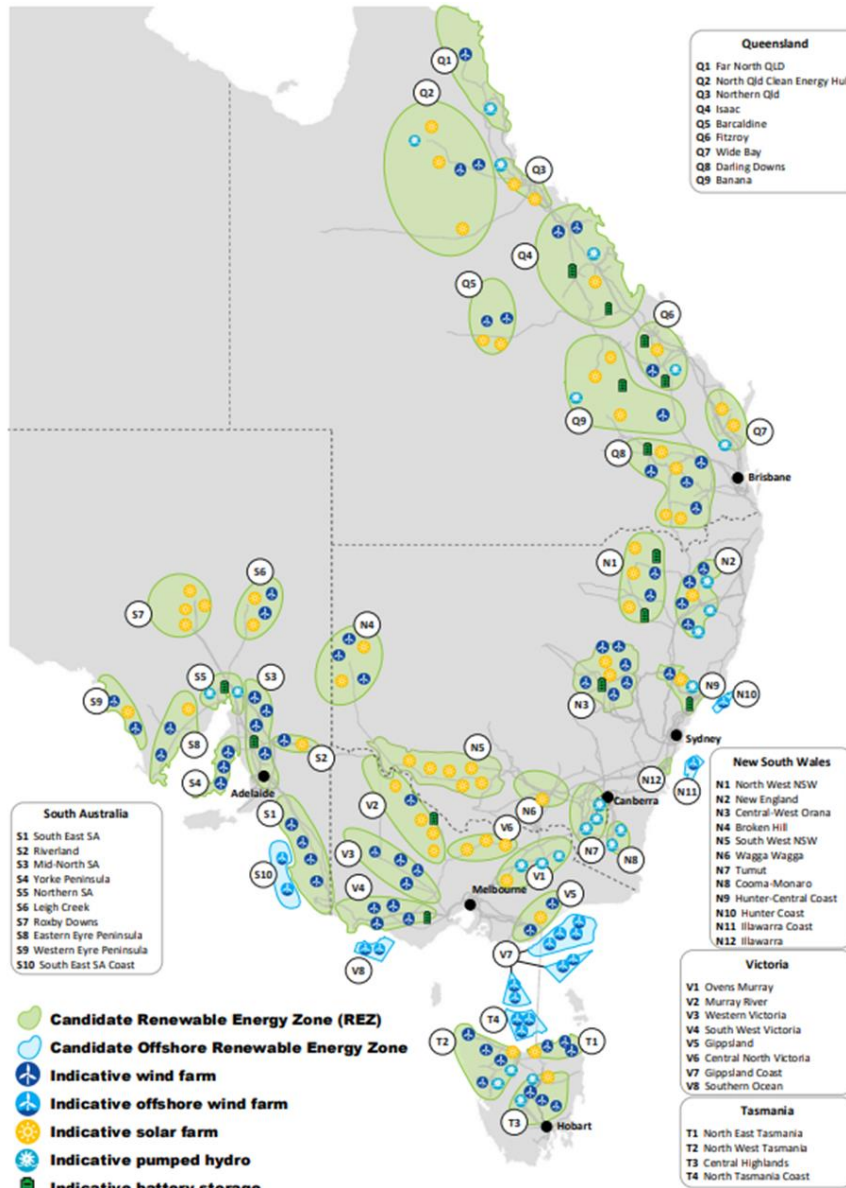 Queensland
Q1 Far North QLD
Q2 North Qld Clean Energy Hu
Q3 Northern Qld
Q4 Isaac
Q5 Barcaldine
Q6 Fitzroy
Q7 Wide Bay
Q8 Darling Downs
Q9 Banana
Q1
Q2
Q3
Q4
Q5
Q6
Q7
Q9
Q8
Brisbane
N1
N2
S6
S7
N4
S5
S3
S9
N3
N9
N10
Sydney
S8
S2
N5
S4
Adelaide
N12
N11
Canberra
V2
N6
V6
S1
V3
N7
N8
S10
V4
V1
Melbourne
V5
V8
V7
T4
T2
T1
T3
Hobart
South Australia
S1 South East SA
S2 Riverland
S3 Mid-North SA
S4 Yorke Peninsula
S5 Northern SA
S6 Leigh Creek
S7 Roxby Downs
S8 Eastern Eyre Peninsula
S9 Western Eyre Peninsula
S10 South East SA Coast
New South Wales
N1 North West NSW
N2 New England
N3 Central-West Orana
N4 Broken Hill
N5 South West NSW
N6 Wagga Wagga
N7 Tumut
N8 Cooma-Monaro
N9 Hunter-Central Coast
N10 Hunter Coast
N11 Illawarra Coast
N12 Illawarra
Victoria
V1 Ovens Murray
V2 Murray River
V3 Western Victoria
V4 South West Victoria
V5 Gippsland
V6 Central North Victoria
V7 Gippsland Coast
V8 Southern Ocean
Tasmania
T1 North East Tasmania
T2 North West Tasmania
T3 Central Highlands
T4 North Tasmania Coast
Candidate Renewable Energy Zone (REZ)
Candidate Offshore Renewable Energy Zone
Indicative wind farm
Indicative offshore wind farm
Indicative solar farm
Indicative pumped hydro
Indicative battery storage